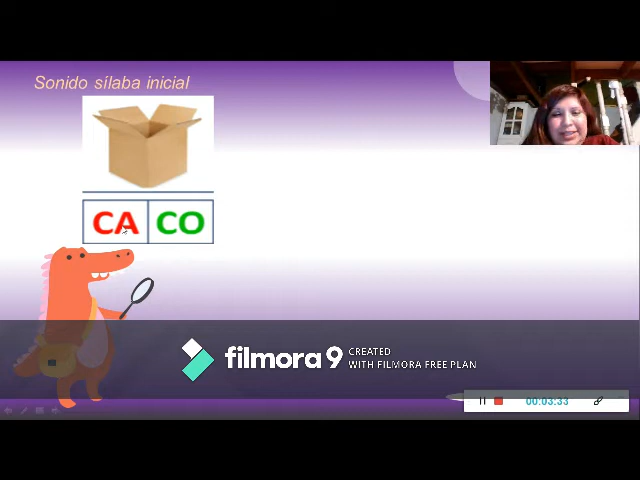 Sonido sílaba inicial
CA CO
filmora 9 CREATED
WITH FILMORA FREE PLAN
00:03:33